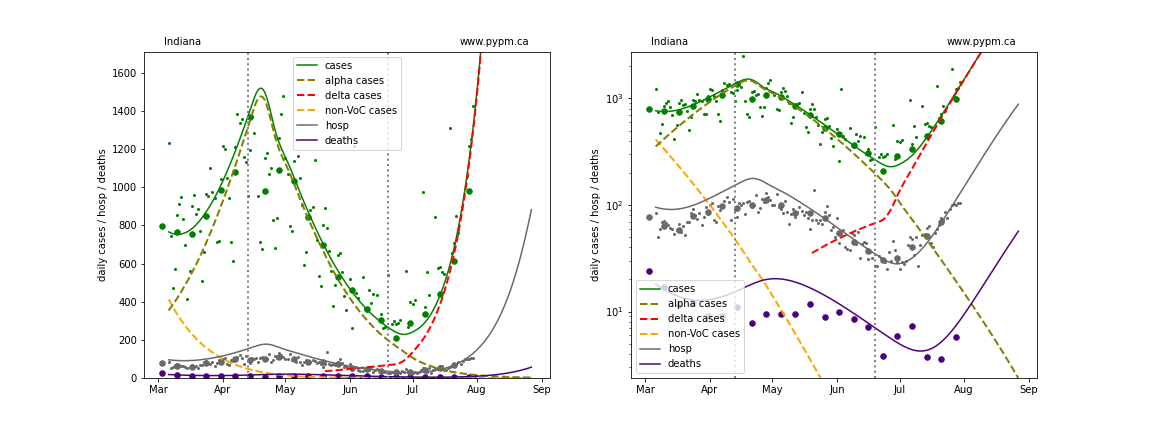 Indiana www.pypm.ca
daily cases / hosp / deaths
1600
1400
1200
1000
800
600
400
200
0
cases
alpha cases
delta cases
non-VoC cases
hosp
deaths
Mar Apr May Jun Jul Aug Sep
Indiana www.pypm.ca
daily cases / hosp / deaths
10³
10²
10¹
cases
alpha cases
delta cases
non-VoC cases
hosp
deaths
Mar Apr May Jun Jul Aug Sep